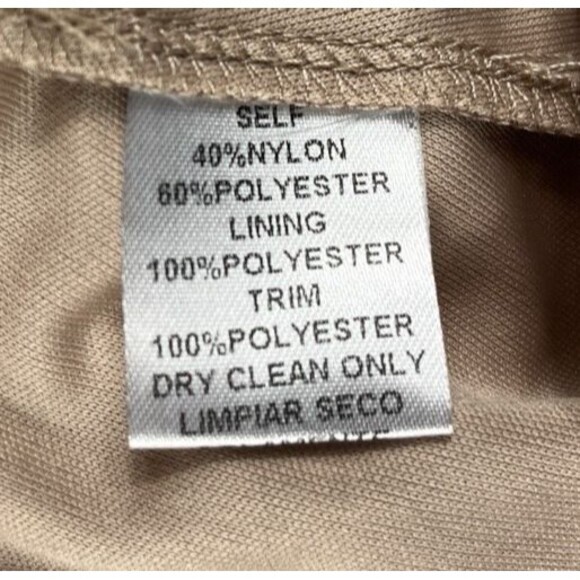 SELF
40%NYLON
60%POLYESTER
LINING
100%POLYESTER
TRIM
100%POLYESTER
DRY CLEAN ONLY
LIMPIAR SECO